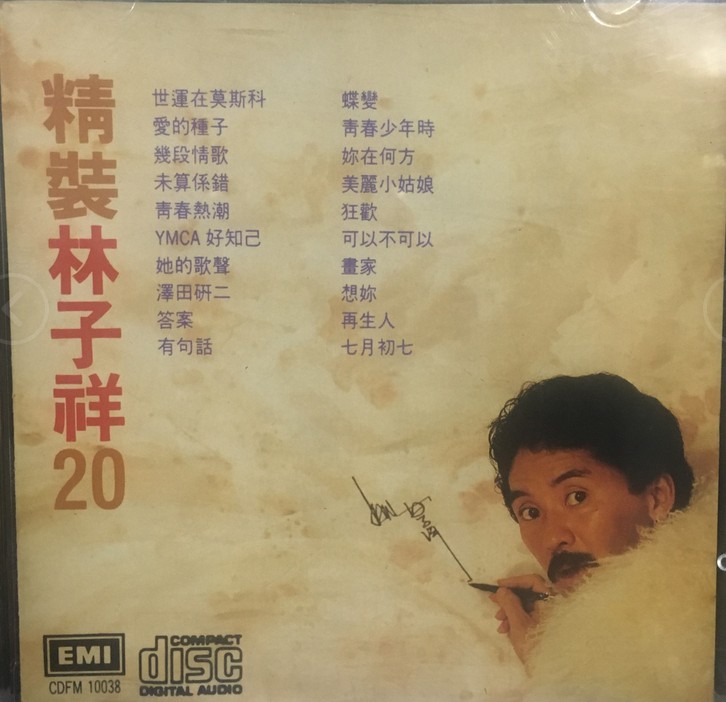 精裝林子祥20
世運在莫斯科
愛的種子
幾段情歌
未算係錯
青春熱潮
YMCA 好知己
她的歌聲
澤田研二
答案
有句話
蝶變
青春少年時
妳在何方
美麗小姑娘
狂歡
可以不可以
畫家
想妳
再生人
七月初七
EMI
CDFM 10038
COMPACT
disc
DIGITAL AUDIO